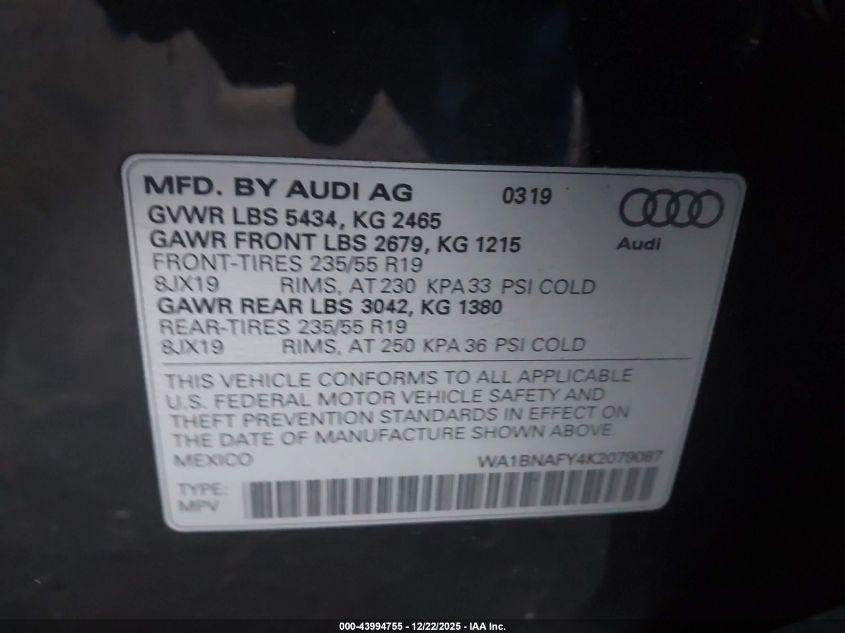 MFD. BY AUDI AG 0319
GVWR LBS 5434, KG 2465
GAWR FRONT LBS 2679, KG 1215
Audi
FRONT-TIRES 235/55 R19
8JX19 RIMS, AT 230 KPA 33 PSI COLD
GAWR REAR LBS 3042, KG 1380
REAR-TIRES 235/55 R19
8JX19 RIMS, AT 250 KPA 36 PSI COLD
THIS VEHICLE CONFORMS TO ALL APPLICABLE
U.S. FEDERAL MOTOR VEHICLE SAFETY AND
THEFT PREVENTION STANDARDS IN EFFECT ON
THE DATE OF MANUFACTURE SHOWN ABOVE.
MEXICO WA1BNAFY4K2079087
TYPE:
MPV
000-43994755 - 12/22/2025 - IAA Inc.